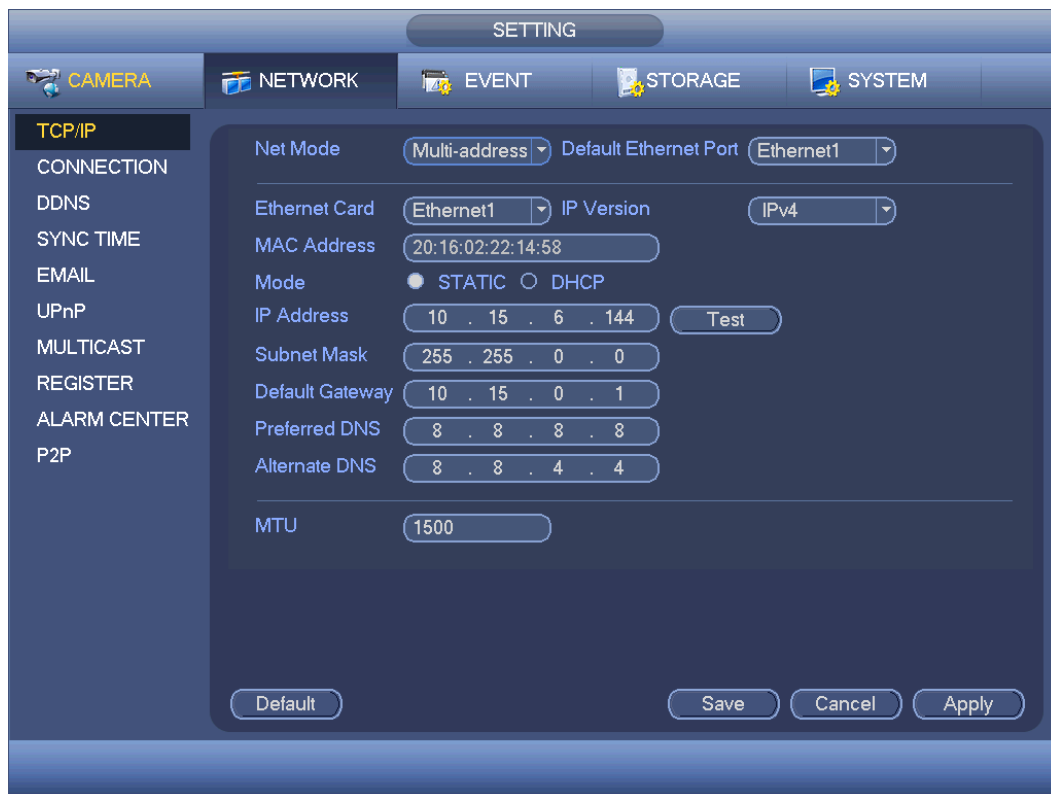 SETTING
CAMERA NETWORK EVENT STORAGE SYSTEM
TCP/IP
CONNECTION
DDNS
SYNC TIME
EMAIL
UPnP
MULTICAST
REGISTER
ALARM CENTER
P2P
Net Mode Multi-address Default Ethernet Port Ethernet1
Ethernet Card Ethernet1 IP Version IPv4
MAC Address 20:16:02:22:14:58
Mode STATIC DHCP
IP Address 10 . 15 . 6 . 144 Test
Subnet Mask 255 . 255 . 0 . 0
Default Gateway 10 . 15 . 0 . 1
Preferred DNS 8 . 8 . 8 . 8
Alternate DNS 8 . 8 . 4 . 4
MTU 1500
Default Save Cancel Apply